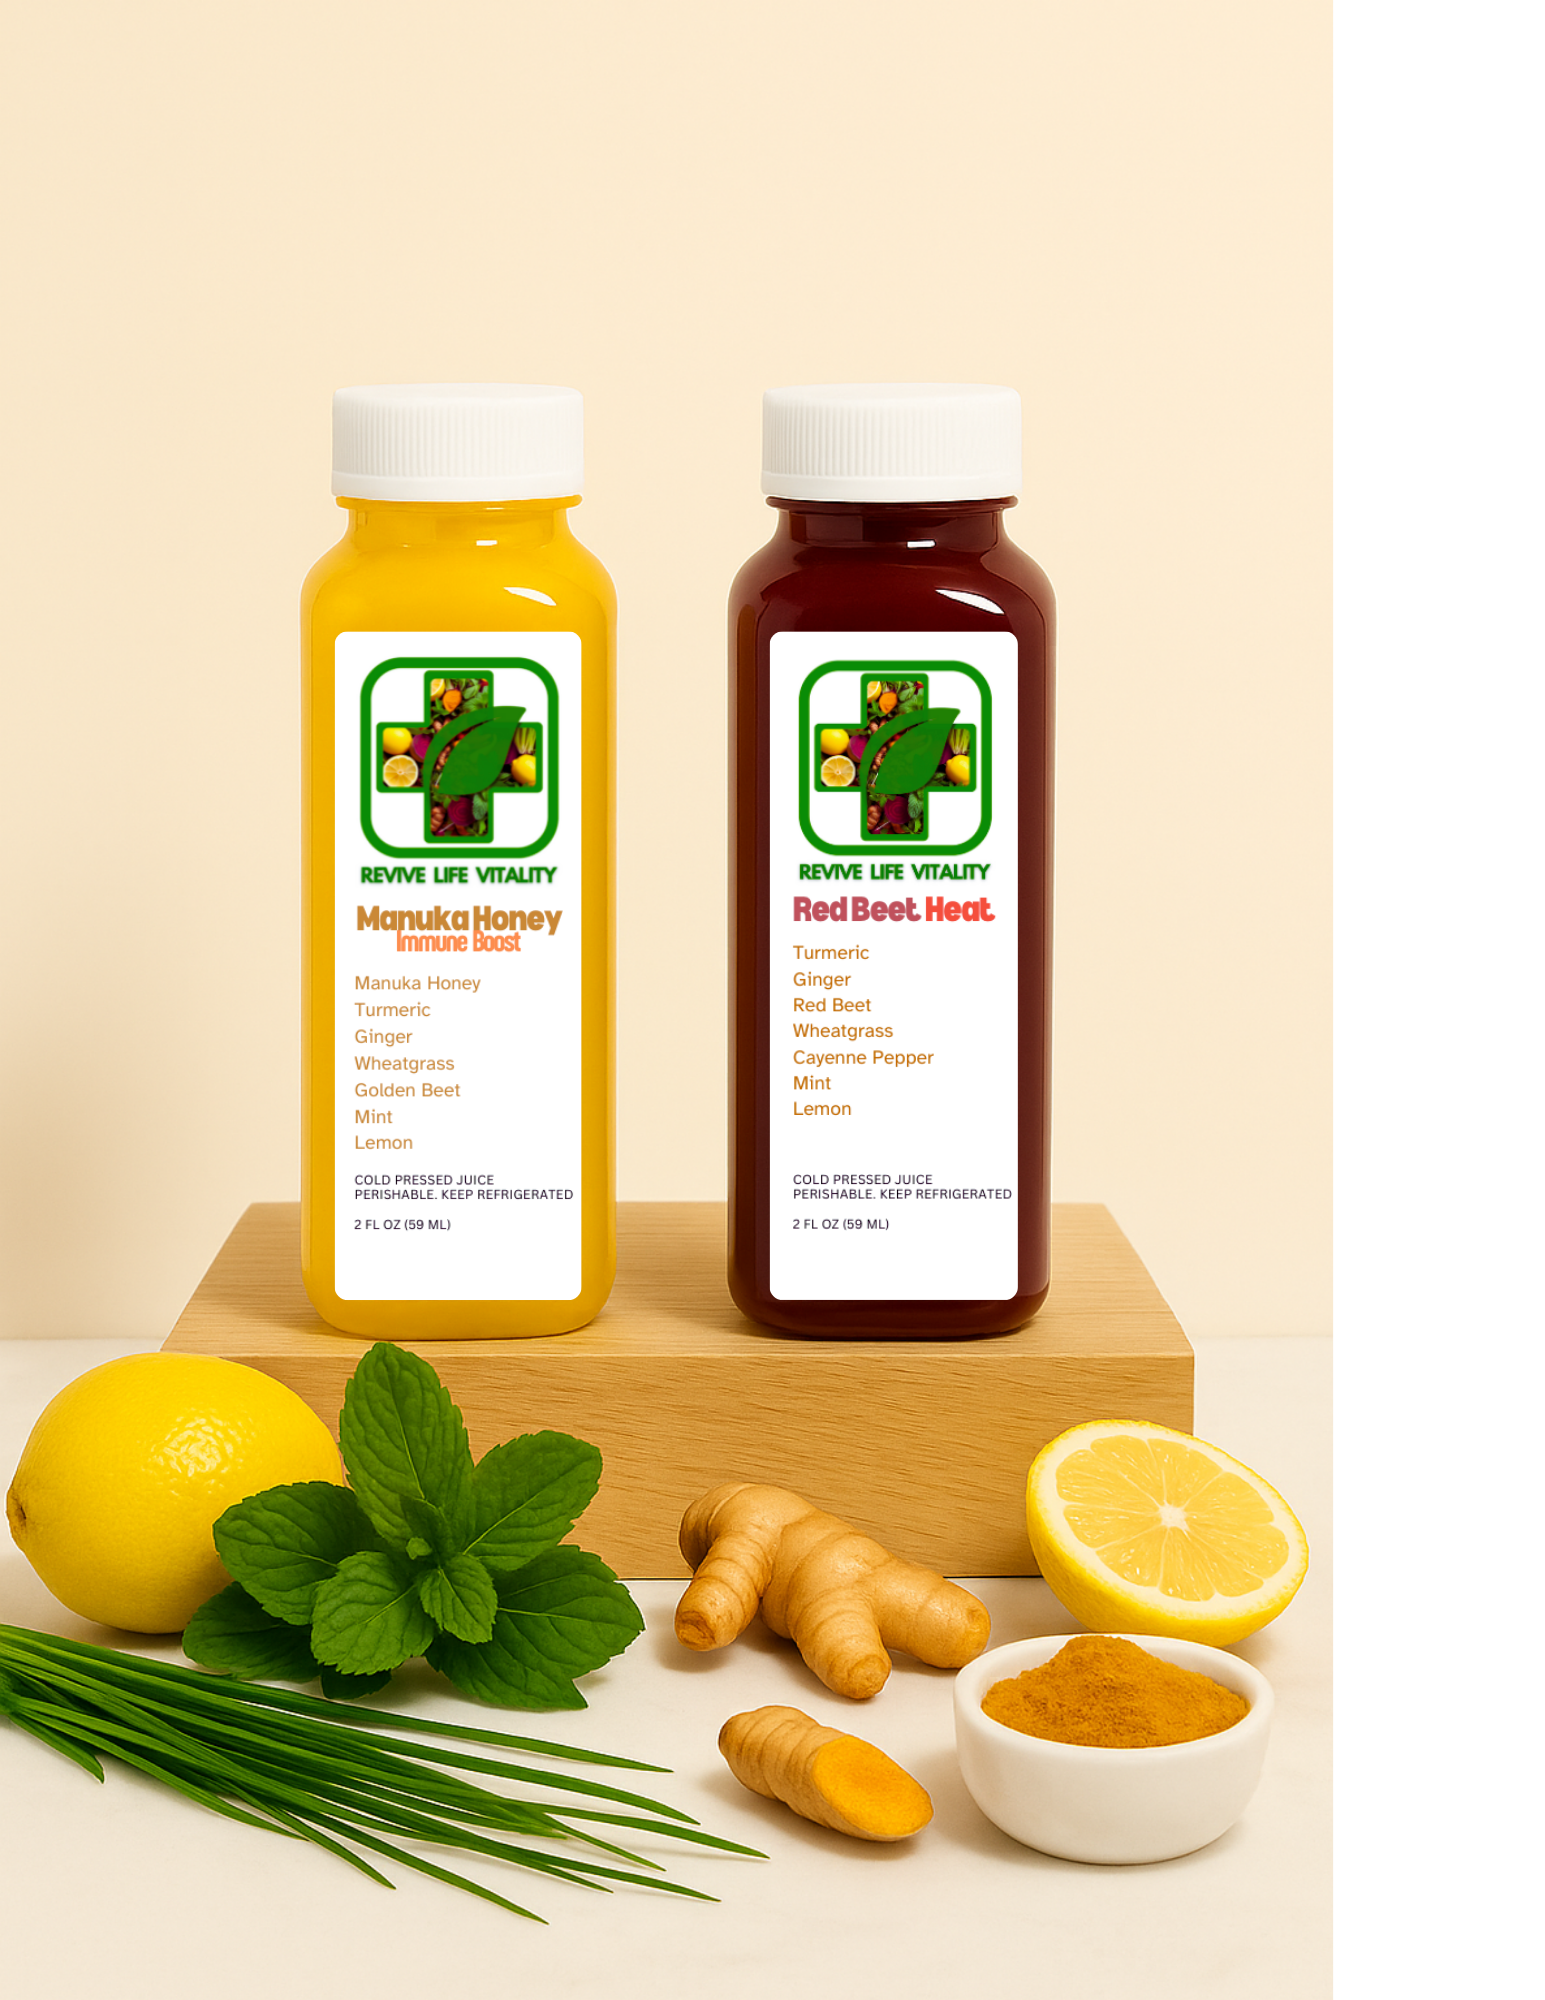 REVIVE LIFE VITALITY
Manuka Honey
Immune Boost
Manuka Honey
Turmeric
Ginger
Wheatgrass
Golden Beet
Mint
Lemon
COLD PRESSED JUICE
PERISHABLE. KEEP REFRIGERATED
2 FL OZ (59 ML)
REVIVE LIFE VITALITY
Red Beet Heat
Turmeric
Ginger
Red Beet
Wheatgrass
Cayenne Pepper
Mint
Lemon
COLD PRESSED JUICE
PERISHABLE. KEEP REFRIGERATED
2 FL OZ (59 ML)